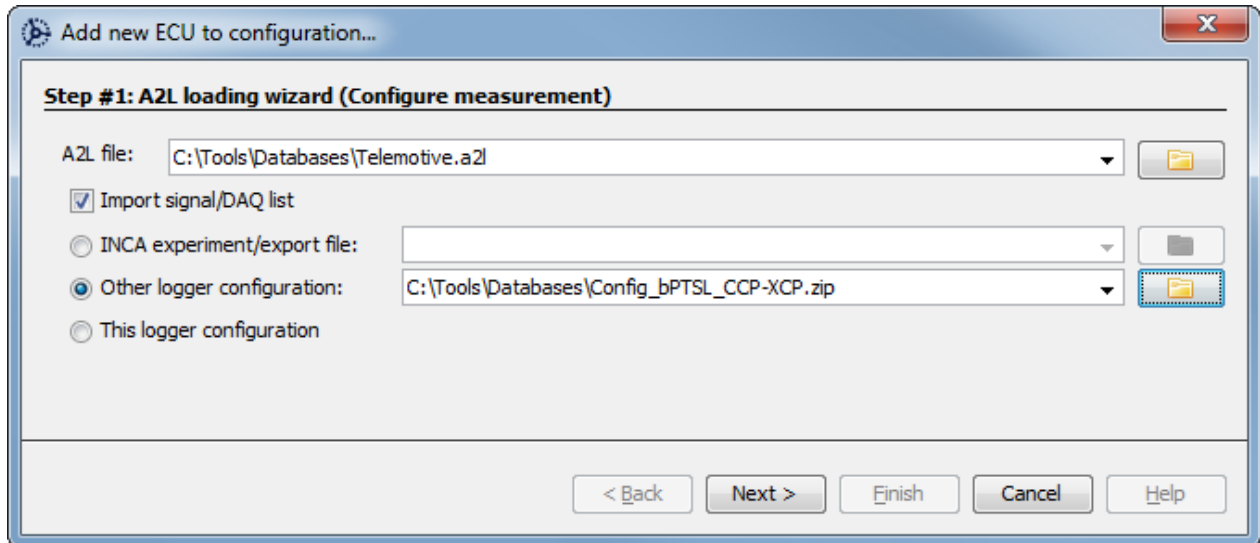 Add new ECU to configuration...
Step #1: A2L loading wizard (Configure measurement)
A2L file: C:\Tools\Databases\Telemotive.a2l
Import signal/DAQ list
INCA experiment/export file:
Other logger configuration: C:\Tools\Databases\Config_bPTSL_CCP-XCP.zip
This logger configuration
< Back Next > Finish Cancel Help